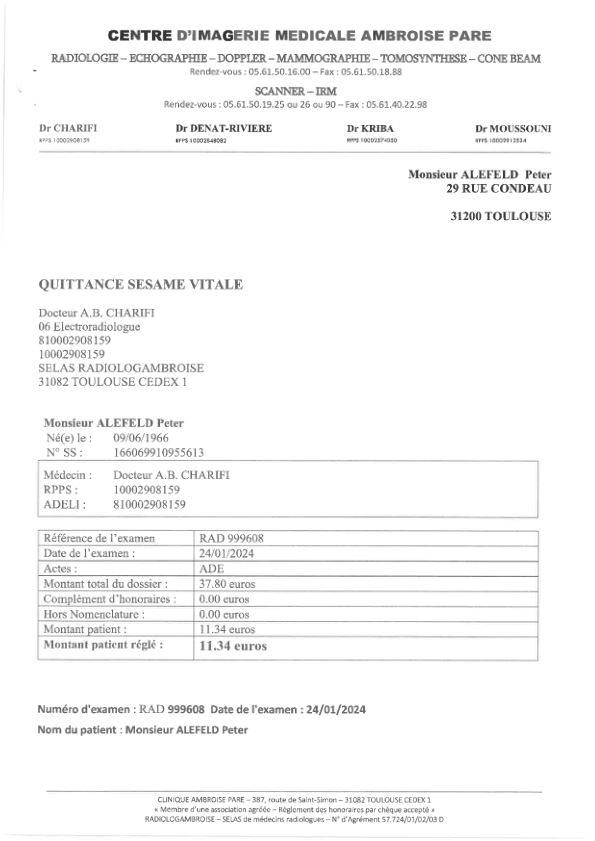 CENTRE D'IMAGERIE MEDICALE AMBROISE PARE
RADIOLOGIE – ECHOGRAPHIE – DOPPLER – MAMMOGRAPHIE – TOMOSYNTHESE – CONE BEAM
Rendez-vous : 05.61.50.16.00 – Fax : 05.61.50.18.88
SCANNER – IRM
Rendez-vous : 05.61.50.19.25 ou 26 ou 90 – Fax : 05.61.40.22.98
Dr CHARIFI Dr DENAT-RIVIERE Dr KRIBA Dr MOUSSOUNI
RPPS 10002908159 RPPS 10002848082 RPPS 10002874930 RPPS 10002912534
Monsieur ALEFELD Peter
29 RUE CONDEAU
31200 TOULOUSE
QUITTANCE SESAME VITALE
Docteur A.B. CHARIFI
06 Electroradiologue
810002908159
10002908159
SELAS RADIOLOGAMBROISE
31082 TOULOUSE CEDEX 1
Monsieur ALEFELD Peter
Né(e) le : 09/06/1966
N° SS : 166069910955613
Médecin : Docteur A.B. CHARIFI
RPPS : 10002908159
ADELI : 810002908159
Référence de l'examen RAD 999608
Date de l'examen : 24/01/2024
Actes : ADE
Montant total du dossier : 37.80 euros
Complément d'honoraires : 0.00 euros
Hors Nomenclature : 0.00 euros
Montant patient : 11.34 euros
Montant patient réglé : 11.34 euros
Numéro d'examen : RAD 999608 Date de l'examen : 24/01/2024
Nom du patient : Monsieur ALEFELD Peter
CLINIQUE AMBROISE PARE – 387, route de Saint-Simon – 31082 TOULOUSE CEDEX 1
« Membre d'une association agréée – Règlement des honoraires par chèque accepté »
RADIOLOGAMBROISE – SELAS de médecins radiologues – N° d'Agrément 57.724/01/02/03 D